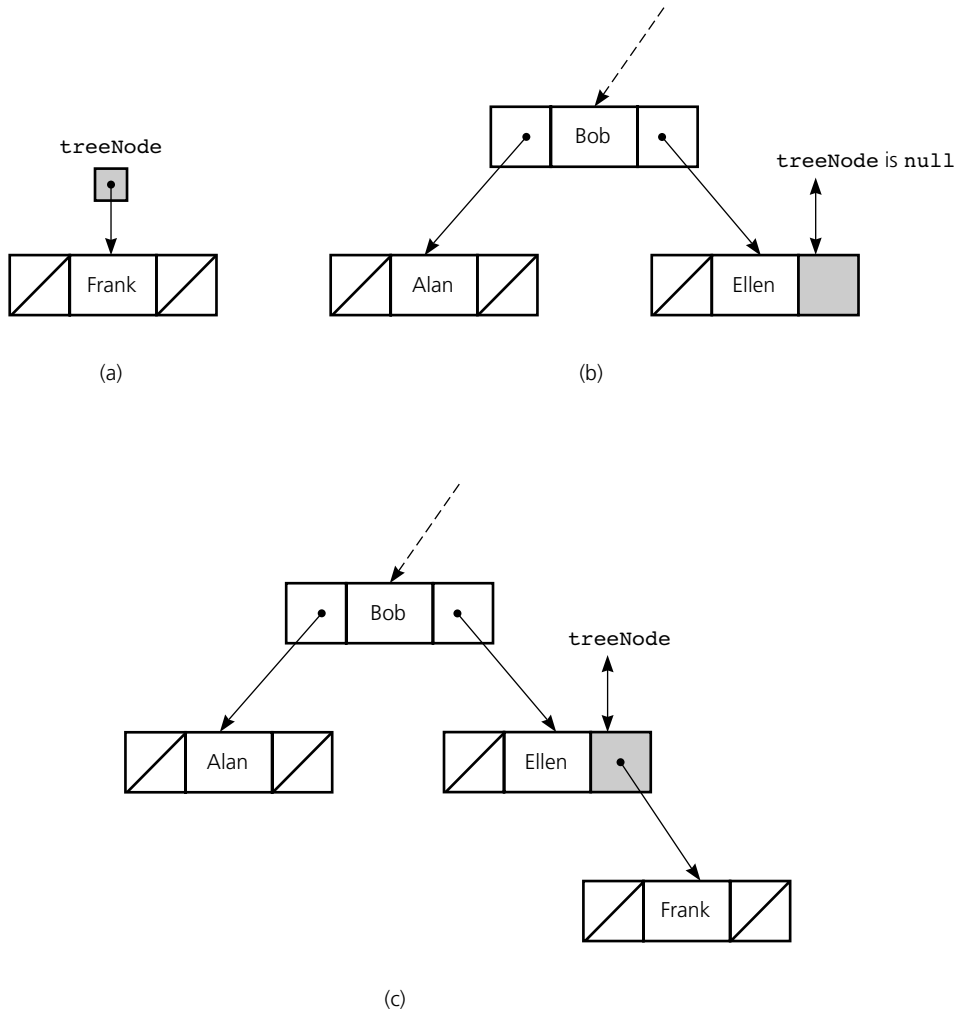 treeNode
Frank
(a)
Bob
treeNode is null
Alan
Ellen
(b)
Bob
treeNode
Alan
Ellen
Frank
(c)